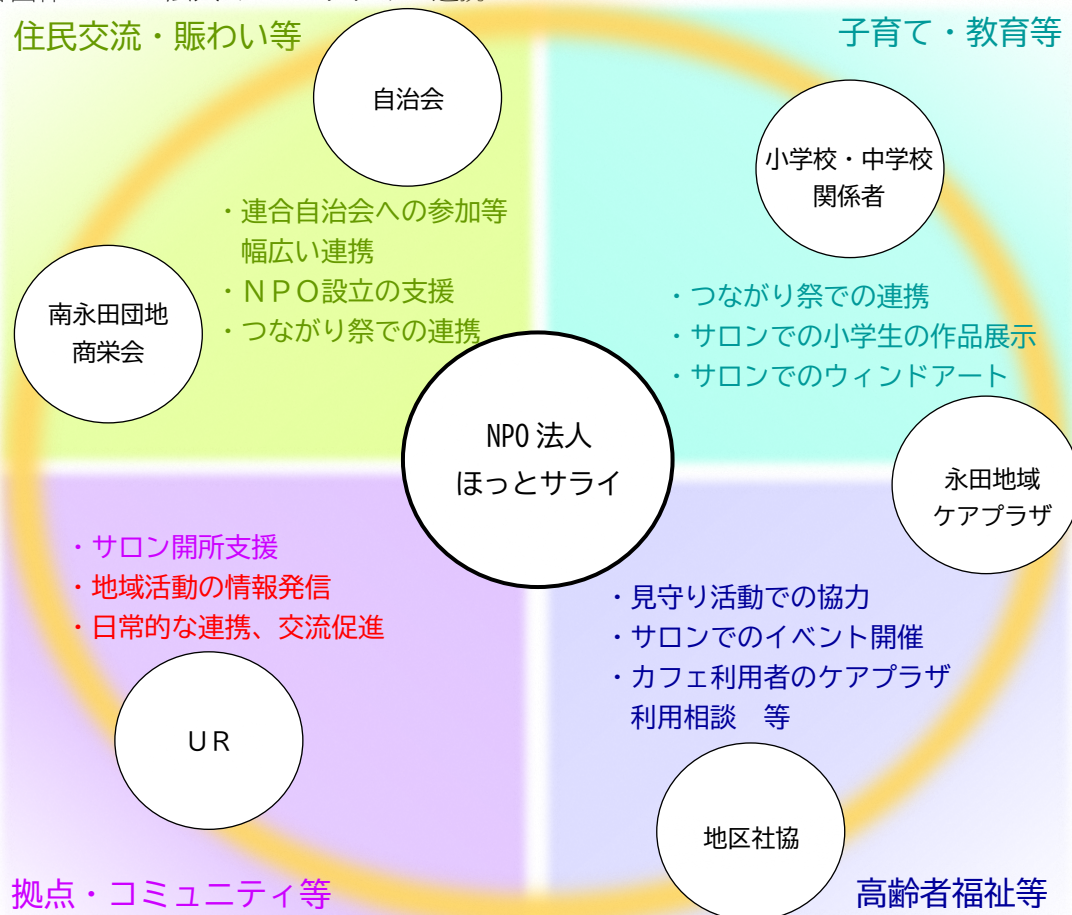 住民交流・賑わい等
子育て・教育等
自治会
小学校・中学校
関係者
・連合自治会への参加等
幅広い連携
・ＮＰＯ設立の支援
・つながり祭での連携
南永田団地
商栄会
・つながり祭での連携
・サロンでの小学生の作品展示
・サロンでのウィンドアート
NPO 法人
ほっとサライ
永田地域
ケアプラザ
・サロン開所支援
・地域活動の情報発信
・日常的な連携、交流促進
・見守り活動での協力
・サロンでのイベント開催
・カフェ利用者のケアプラザ
利用相談　等
ＵＲ
地区社協
拠点・コミュニティ等
高齢者福祉等